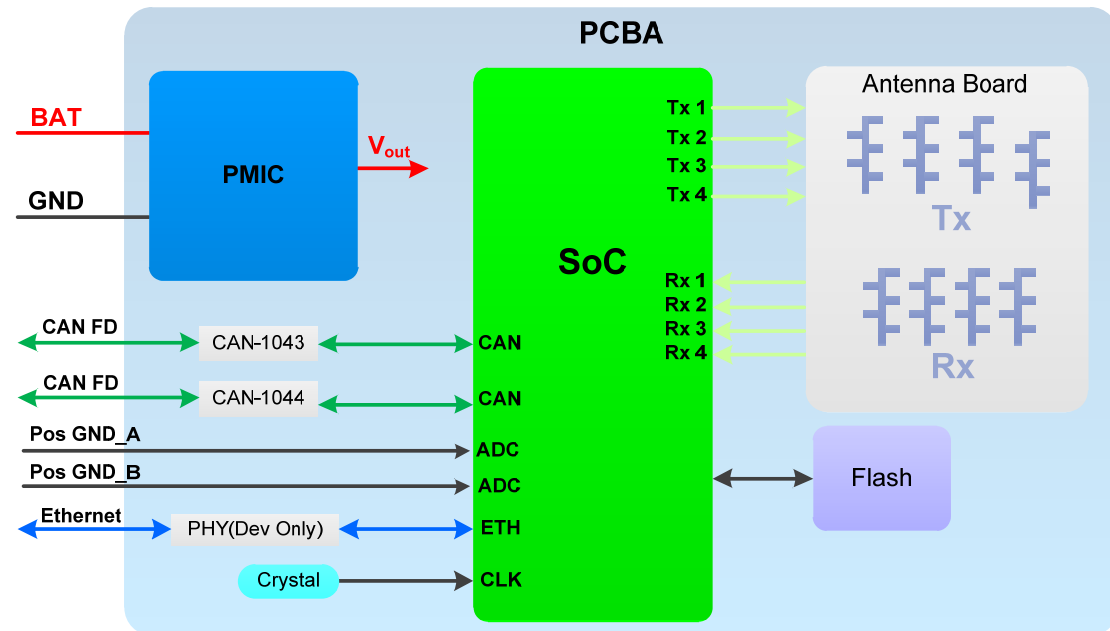 PCBA
BAT
GND
PMIC
Vout
SoC
Tx 1
Tx 2
Tx 3
Tx 4
Rx 1
Rx 2
Rx 3
Rx 4
Antenna Board
Tx
Rx
CAN FD
CAN-1043
CAN
CAN FD
CAN-1044
CAN
Pos GND_A
ADC
Pos GND_B
ADC
Ethernet
PHY(Dev Only)
ETH
Crystal
CLK
Flash